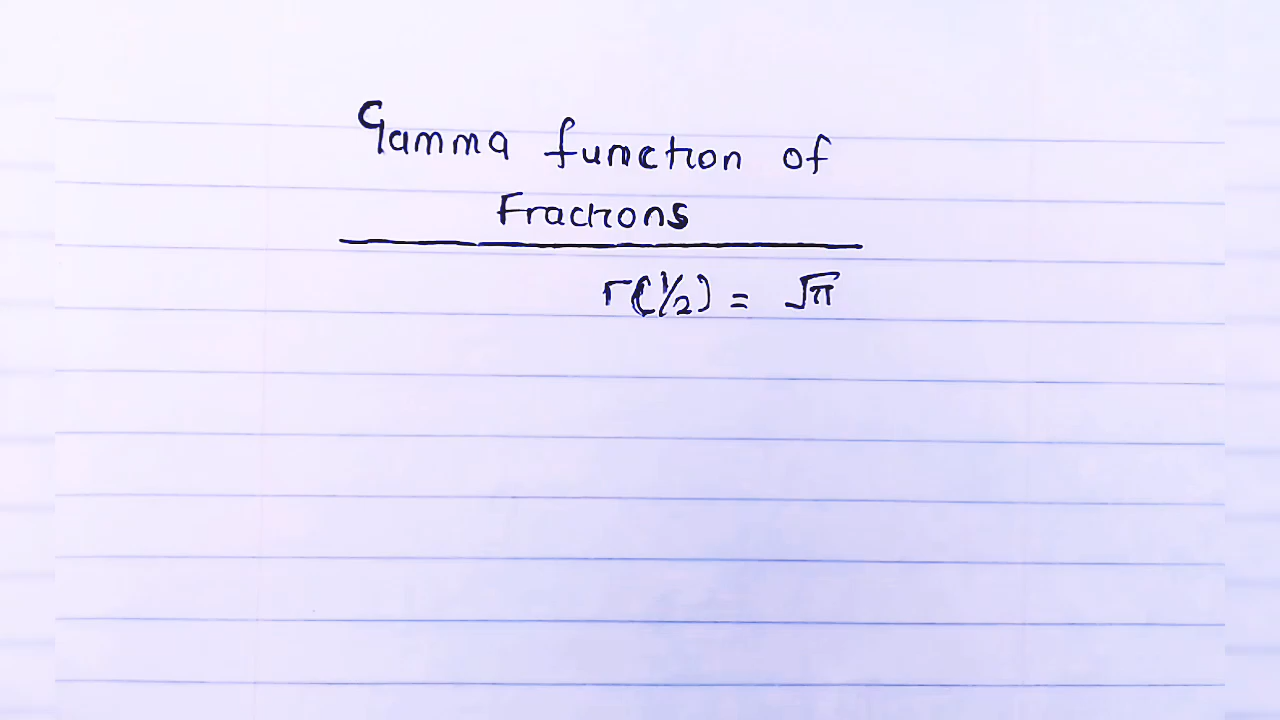 Gamma function of
Fractions
Γ(1/2) = √π